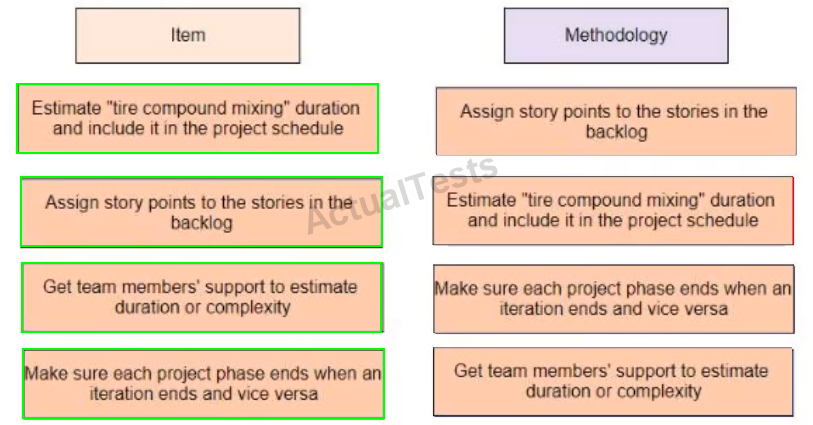 Item
Methodology
Estimate "tire compound mixing" duration
and include it in the project schedule
Assign story points to the stories in the
backlog
Assign story points to the stories in the
backlog
Estimate "tire compound mixing" duration
and include it in the project schedule
ActualTests
Get team members' support to estimate
duration or complexity
Make sure each project phase ends when an
iteration ends and vice versa
Make sure each project phase ends when an
iteration ends and vice versa
Get team members' support to estimate
duration or complexity